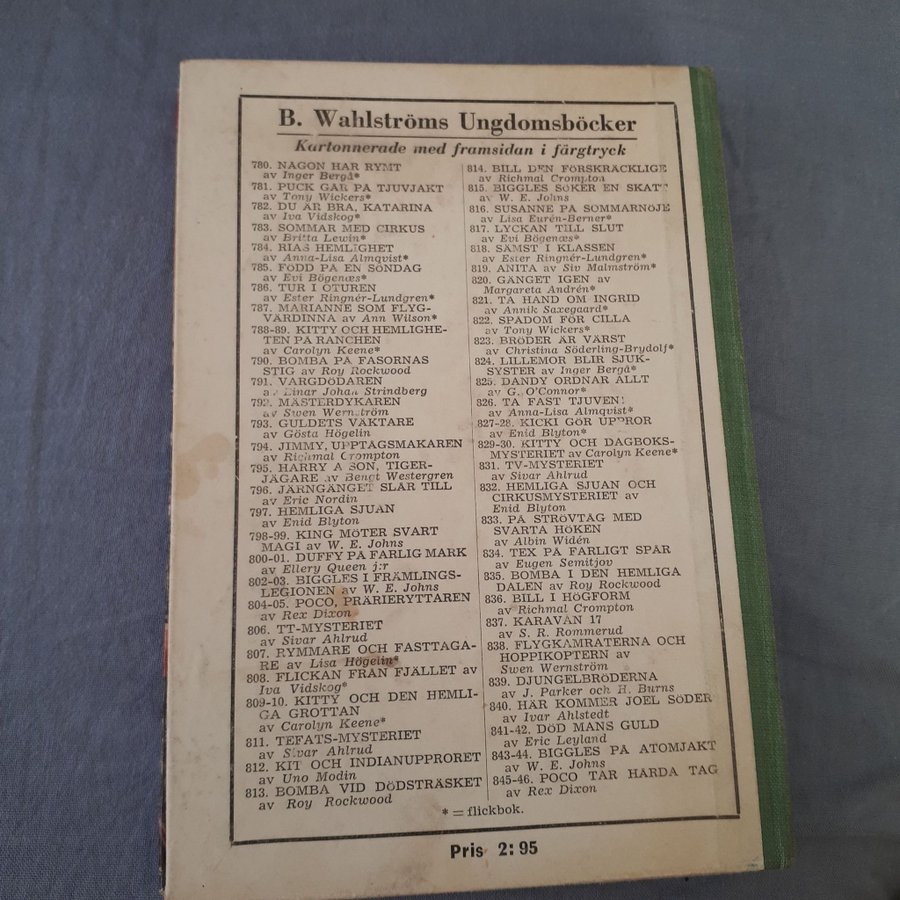 B. Wahlströms Ungdomsböcker
Kartonnerade med framsidan i färgtryck
780. NÅGON HAR RYMT
av Inger Bergå*
781. PUCK GÅR PÅ TJUVJAKT
av Tony Wickers*
782. DU ÄR BRA, KATARINA
av Iva Vidskog*
783. SOMMAR MED CIRKUS
av Britta Lewin*
784. RIAS HEMLIGHET
av Anna-Lisa Almqvist*
785. FÖDD PÅ EN SÖNDAG
av Evi Bögenæs*
786. TUR I OTUREN
av Ester Ringnér-Lundgren*
787. MARIANNE SOM FLYG-
VÄRDINNA av Ann Wilson*
788-89. KITTY OCH HEMLIGHE-
TEN PÅ RANCHEN
av Carolyn Keene*
790. BOMBA PÅ FASORNAS
STIG av Roy Rockwood
791. VARGDÖDAREN
av Einar Johan Strindberg
792. MÄSTERDYKAREN
av Sven Wernström
793. GULDETS VÄKTARE
av Gösta Högelin
794. JIMMY, UPPTÅGSMAKAREN
av Richmal Crompton
795. HARRY & SON, TIGER-
JÄGARE av Bengt Westergren
796. JÄRNGÄNGET SLÅR TILL
av Eric Nordin
797. HEMLIGA SJUAN
av Enid Blyton
798-99. KING MÖTER SVART
MAGI av W. E. Johns
800-01. DUFFY PÅ FARLIG MARK
av Ellery Queen j:r
802-03. BIGGLES I FRÄMLINGS-
LEGIONEN av W. E. Johns
804-05. POCO, PRÄRIERYTTAREN
av Rex Dixon
806. TT-MYSTERIET
av Sivar Ahlrud
807. RYMMARE OCH FASTTAGA-
RE av Lisa Högelin*
808. FLICKAN FRÅN FJÄLLET av
Iva Vidskog*
809-10. KITTY OCH DEN HEMLI-
GA GROTTAN
av Carolyn Keene*
811. TEFATS-MYSTERIET
av Sivar Ahlrud
812. KIT OCH INDIANUPPRORET
av Uno Modin
813. BOMBA VID DÖDSTRÄSKET
av Roy Rockwood
814. BILL DEN FÖRSKRÄCKLIGE
av Richmal Crompton
815. BIGGLES SÖKER EN SKATT
av W. E. Johns
816. SUSANNE PÅ SOMMARNÖJE
av Lisa Eurén-Berner*
817. LYCKAN TILL SLUT
av Evi Bögenæs*
818. SÄMST I KLASSEN
av Ester Ringnér-Lundgren*
819. ANITA av Siv Malmström*
820. GÄNGET IGEN av
Margareta Andrén*
821. TA HAND OM INGRID
av Annik Saxegaard*
822. SPÅDOM FÖR CILLA
av Tony Wickers*
823. BRÖDER ÄR VÄRST
av Christina Söderling-Brydolf*
824. LILLEMOR BLIR SJUK-
SYSTER av Inger Bergå*
825. DANDY ORDNAR ALLT
av G. O'Connor*
826. TA FAST TJUVEN!
av Anna-Lisa Almqvist*
827-28. KICKI GÖR UPPROR
av Enid Blyton*
829-30. KITTY OCH DAGBOKS-
MYSTERIET av Carolyn Keene*
831. TV-MYSTERIET
av Sivar Ahlrud
832. HEMLIGA SJUAN OCH
CIRKUSMYSTERIET av
Enid Blyton
833. PÅ STRÖVTÅG MED
SVARTA HÖKEN
av Albin Widén
834. TEX PÅ FARLIGT SPÅR
av Eugen Semitjov
835. BOMBA I DEN HEMLIGA
DALEN av Roy Rockwood
836. BILL I HÖGFORM
av Richmal Crompton
837. KARAVAN 17
av S. R. Rommerud
838. FLYGKAMRATERNA OCH
HOPPIKOPTERN av
Sven Wernström
839. DJUNGELBRÖDERNA
av J. Parker och H. Burns
840. HÄR KOMMER JOEL SÖDER
av Ivar Ahlstedt
841-42. DÖD MANS GULD
av Eric Leyland
843-44. BIGGLES PÅ ATOMJAKT
av W. E. Johns
845-46. POCO TAR HÅRDA TAG
av Rex Dixon
* = flickbok.
Pris 2:95